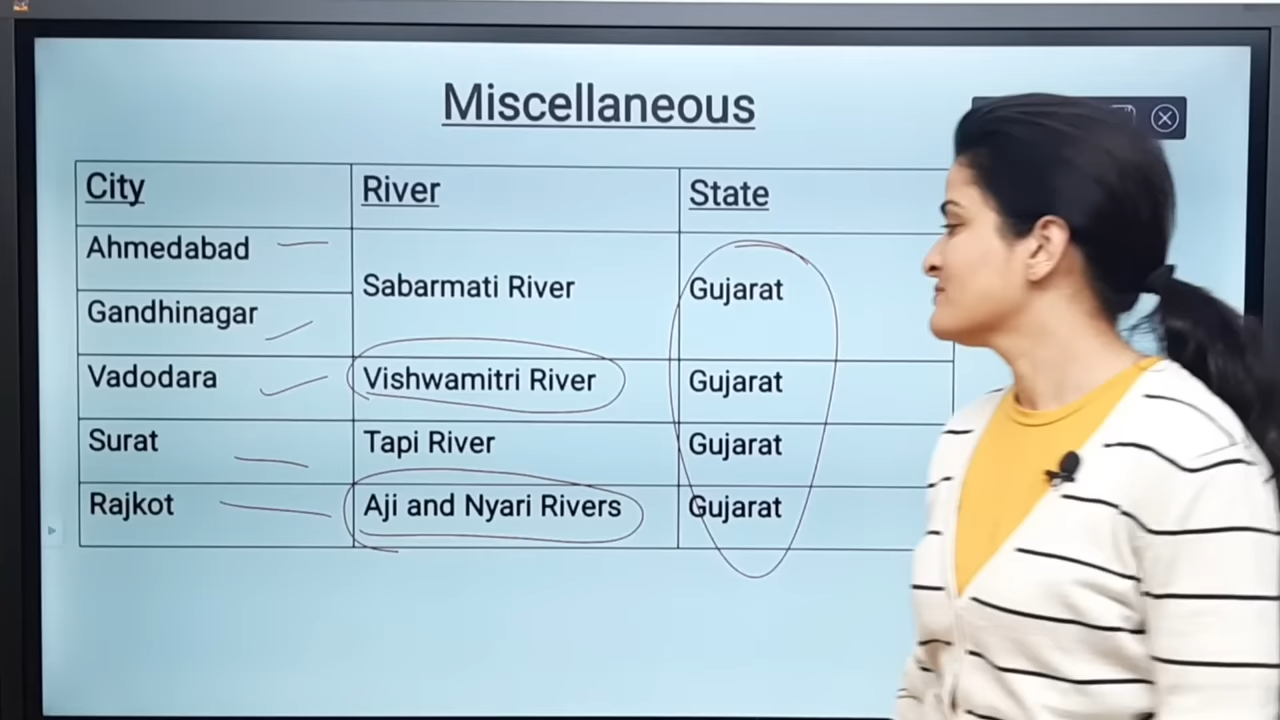 Miscellaneous
City River State
Ahmedabad
Sabarmati River Gujarat
Gandhinagar
Vadodara Vishwamitri River Gujarat
Surat Tapi River Gujarat
Rajkot Aji and Nyari Rivers Gujarat